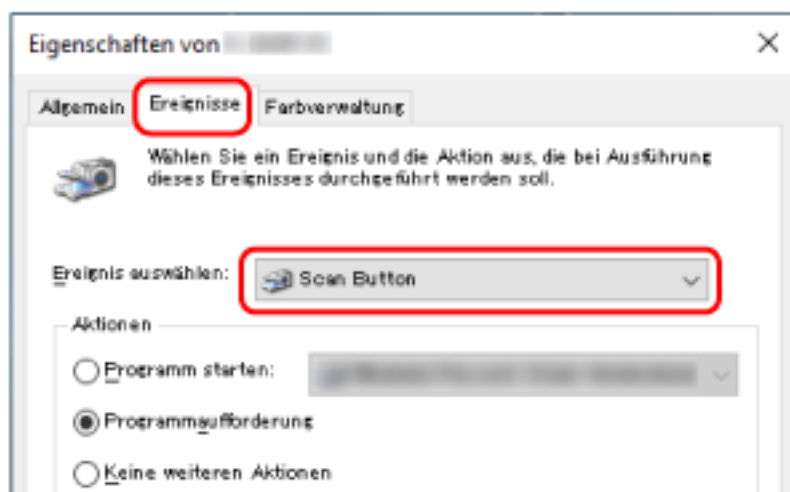 Eigenschaften von
Allgemein Ereignisse Farbverwaltung
Wählen Sie ein Ereignis und die Aktion aus, die bei Ausführung
dieses Ereignisses durchgeführt werden soll.
Ereignis auswählen: Scan Button
Aktionen
Programm starten:
Programmaufforderung
Keine weiteren Aktionen